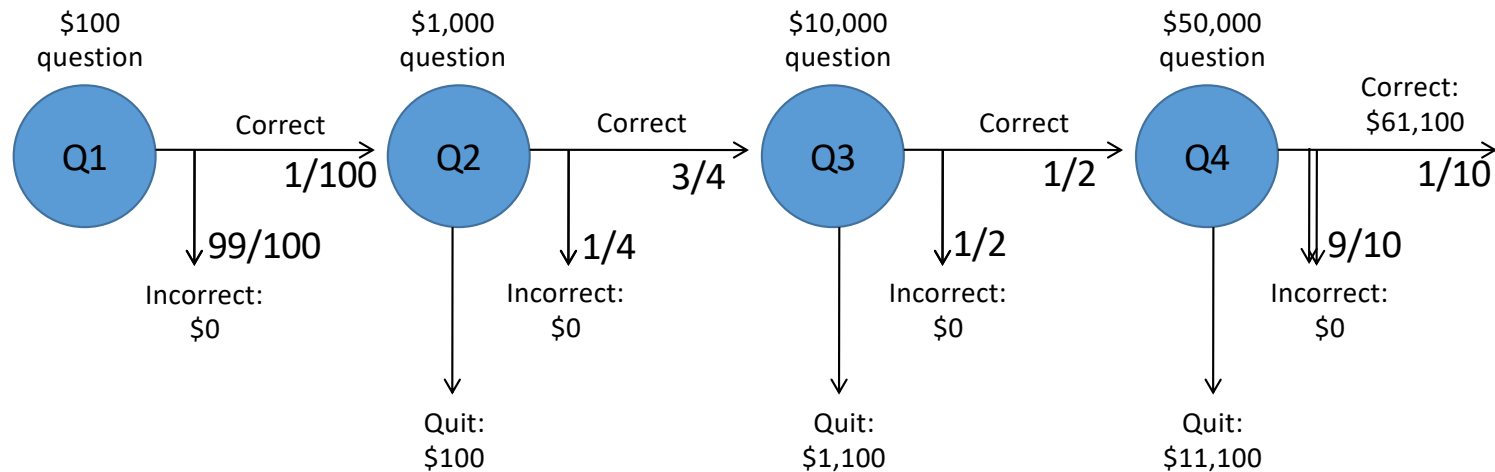 $100
question
$1,000
question
$10,000
question
$50,000
question
Correct:
$61,100
Q1
Correct
1/100
Q2
Correct
3/4
Q3
Correct
1/2
Q4
1/10
99/100
1/4
1/2
9/10
Incorrect:
$0
Incorrect:
$0
Incorrect:
$0
Incorrect:
$0
Quit:
$100
Quit:
$1,100
Quit:
$11,100